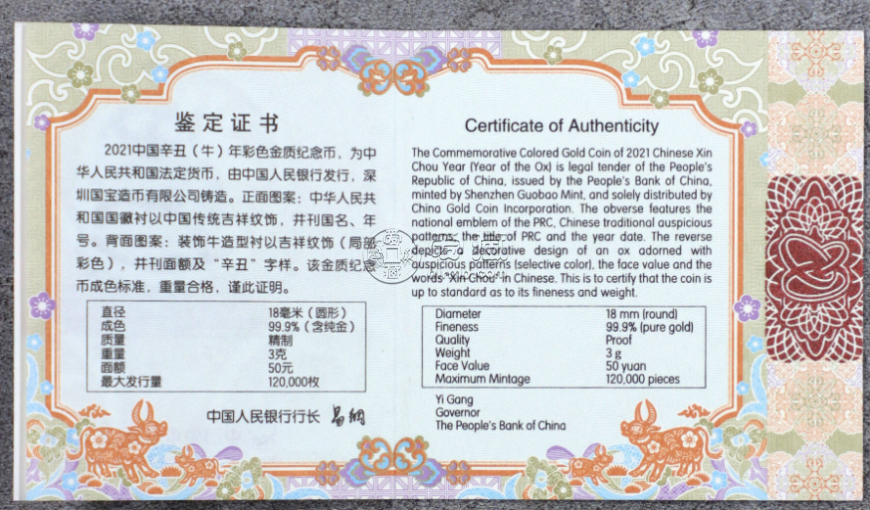 鉴定证书
2021中国辛丑（牛）年彩色金质纪念币，为中
华人民共和国法定货币，由中国人民银行发行，深
圳国宝造币有限公司铸造。正面图案：中华人民共
和国国徽衬以中国传统吉祥纹饰，并刊国名、年
号。背面图案：装饰牛造型衬以吉祥纹饰（局部
彩色），并刊面额及“辛丑”字样。该金质纪念
币成色标准，重量合格，谨此证明。
直径 18毫米（圆形）
成色 99.9%（含纯金）
质量 精制
重量 3克
面额 50元
最大发行量 120,000枚
中国人民银行行长
Certificate of Authenticity
The Commemorative Colored Gold Coin of 2021 Chinese Xin
Chou Year (Year of the Ox) is legal tender of the People's
Republic of China, issued by the People's Bank of China,
minted by Shenzhen Guobao Mint, and solely distributed by
China Gold Coin Incorporation. The obverse features the
national emblem of the PRC, Chinese traditional auspicious
patterns, the title of PRC and the year date. The reverse
depicts a decorative design of an ox adorned with
auspicious patterns (selective color), the face value and the
words "Xin Chou" in Chinese. This is to certify that the coin is
up to standard as to its fineness and weight.
Diameter 18 mm (round)
Fineness 99.9% (pure gold)
Quality Proof
Weight 3 g
Face Value 50 yuan
Maximum Mintage 120,000 pieces
Yi Gang
Governor
The People's Bank of China